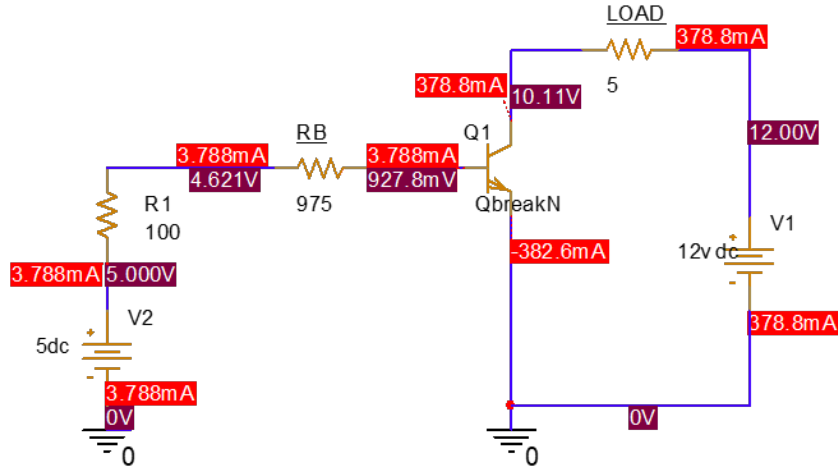 LOAD
378.8mA
378.8mA
10.11V
5
Q1
12.00V
RB
3.788mA
3.788mA
4.621V
927.8mV
975
QbreakN
R1
100
V1
-382.6mA
12v dc
+
-
3.788mA
5.000V
V2
+
5dc
-
378.8mA
3.788mA
0V
0V
0
0